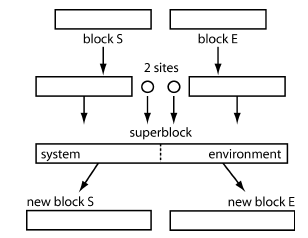 block S
block E
2 sites
superblock
system
environment
new block S
new block E